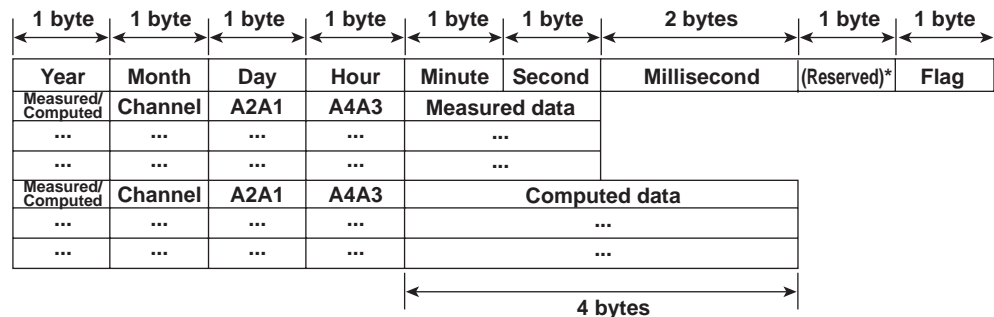 1 byte 1 byte 1 byte 1 byte 1 byte 1 byte 2 bytes 1 byte 1 byte
Year Month Day Hour Minute Second Millisecond (Reserved)* Flag
Measured/
Computed Channel A2A1 A4A3 Measured data
... ... ... ... ...
... ... ... ... ...
Measured/
Computed Channel A2A1 A4A3 Computed data
... ... ... ... ...
... ... ... ... ...
4 bytes